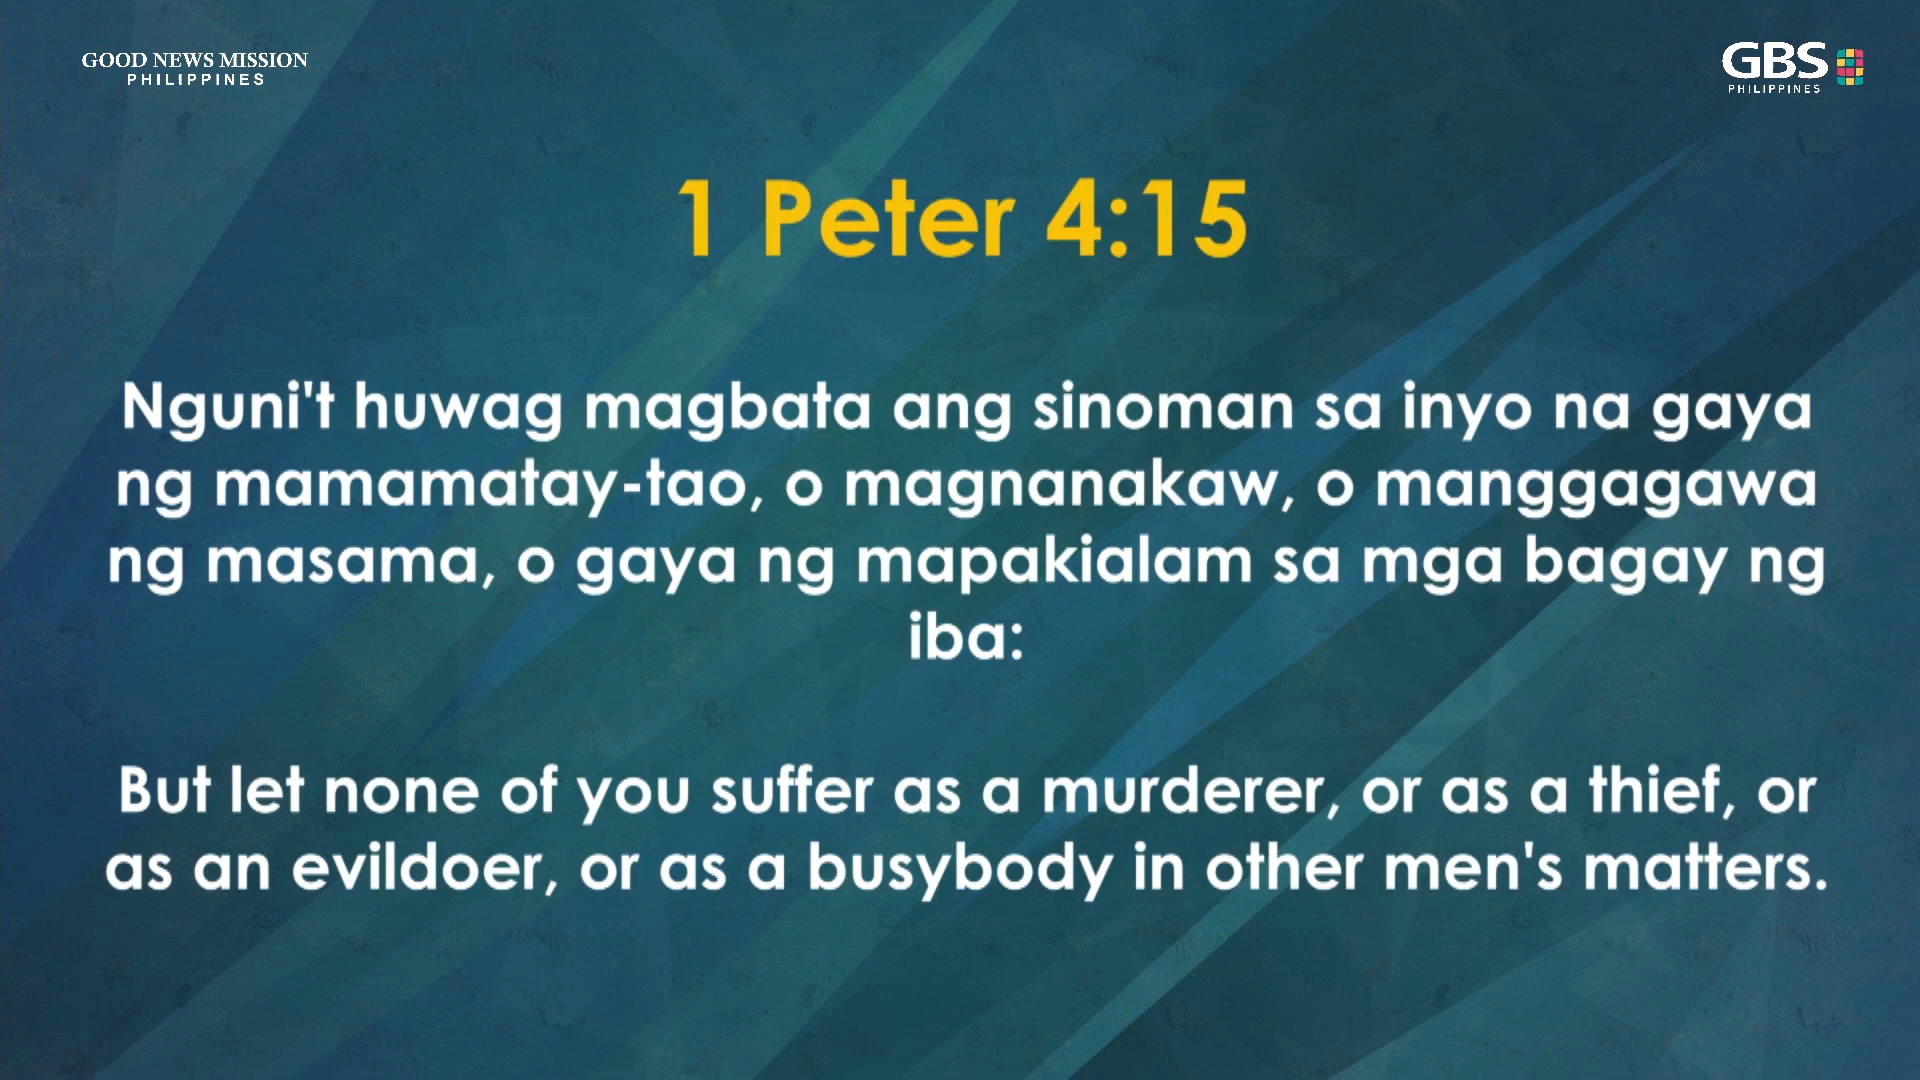 GOOD NEWS MISSION
PHILIPPINES
GBS
PHILIPPINES
1 Peter 4:15
Nguni't huwag magbata ang sinoman sa inyo na gaya
ng mamamatay-tao, o magnanakaw, o manggagawa
ng masama, o gaya ng mapakialam sa mga bagay ng
iba:
But let none of you suffer as a murderer, or as a thief, or
as an evildoer, or as a busybody in other men's matters.